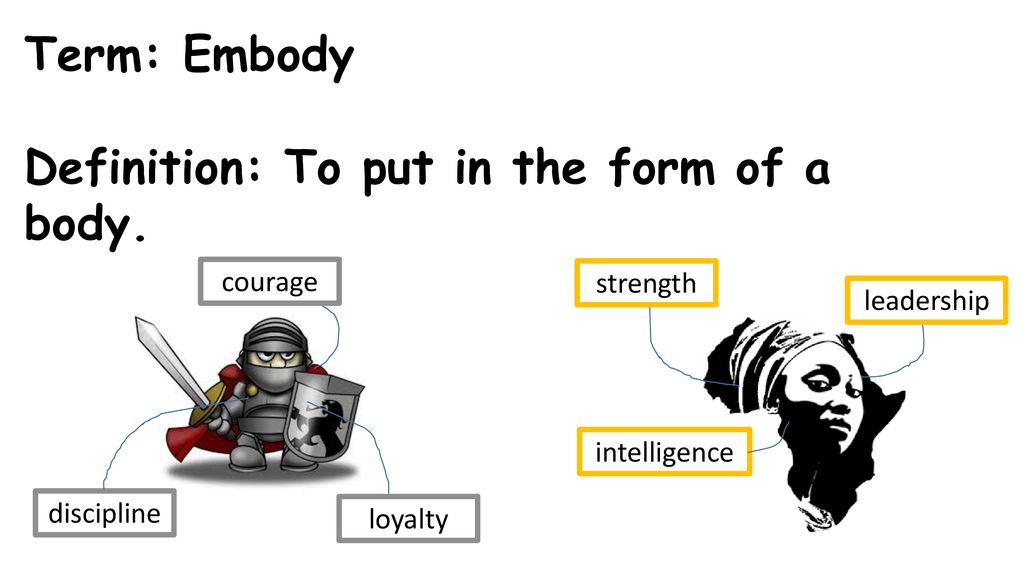 Term: Embody
Definition: To put in the form of a
body.
courage
strength
leadership
intelligence
discipline
loyalty